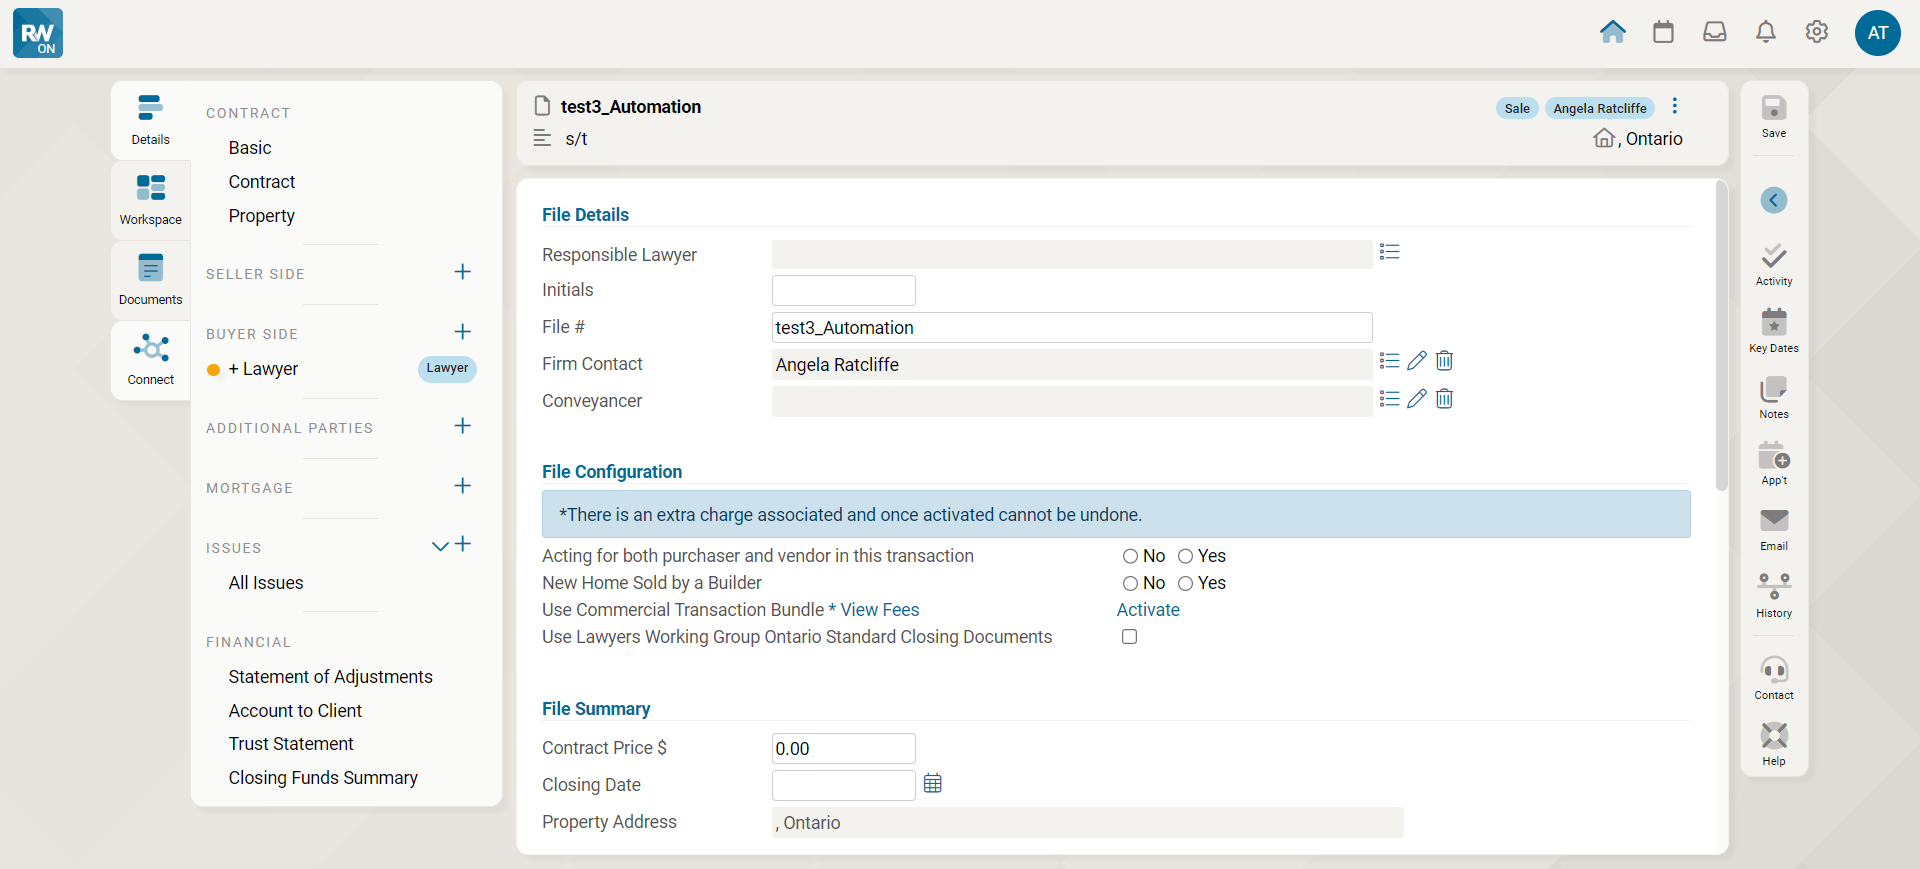 RW
ON
AT
Details
Workspace
Documents
Connect
CONTRACT
Basic
Contract
Property
SELLER SIDE
BUYER SIDE
+ Lawyer
Lawyer
ADDITIONAL PARTIES
MORTGAGE
ISSUES
All Issues
FINANCIAL
Statement of Adjustments
Account to Client
Trust Statement
Closing Funds Summary
test3_Automation
Sale
Angela Ratcliffe
s/t
, Ontario
File Details
Responsible Lawyer
Initials
File #
test3_Automation
Firm Contact
Angela Ratcliffe
Conveyancer
File Configuration
*There is an extra charge associated and once activated cannot be undone.
Acting for both purchaser and vendor in this transaction
No Yes
New Home Sold by a Builder
No Yes
Use Commercial Transaction Bundle * View Fees
Activate
Use Lawyers Working Group Ontario Standard Closing Documents
File Summary
Contract Price $
0.00
Closing Date
Property Address
, Ontario
Save
Activity
Key Dates
Notes
App't
Email
History
Contact
Help